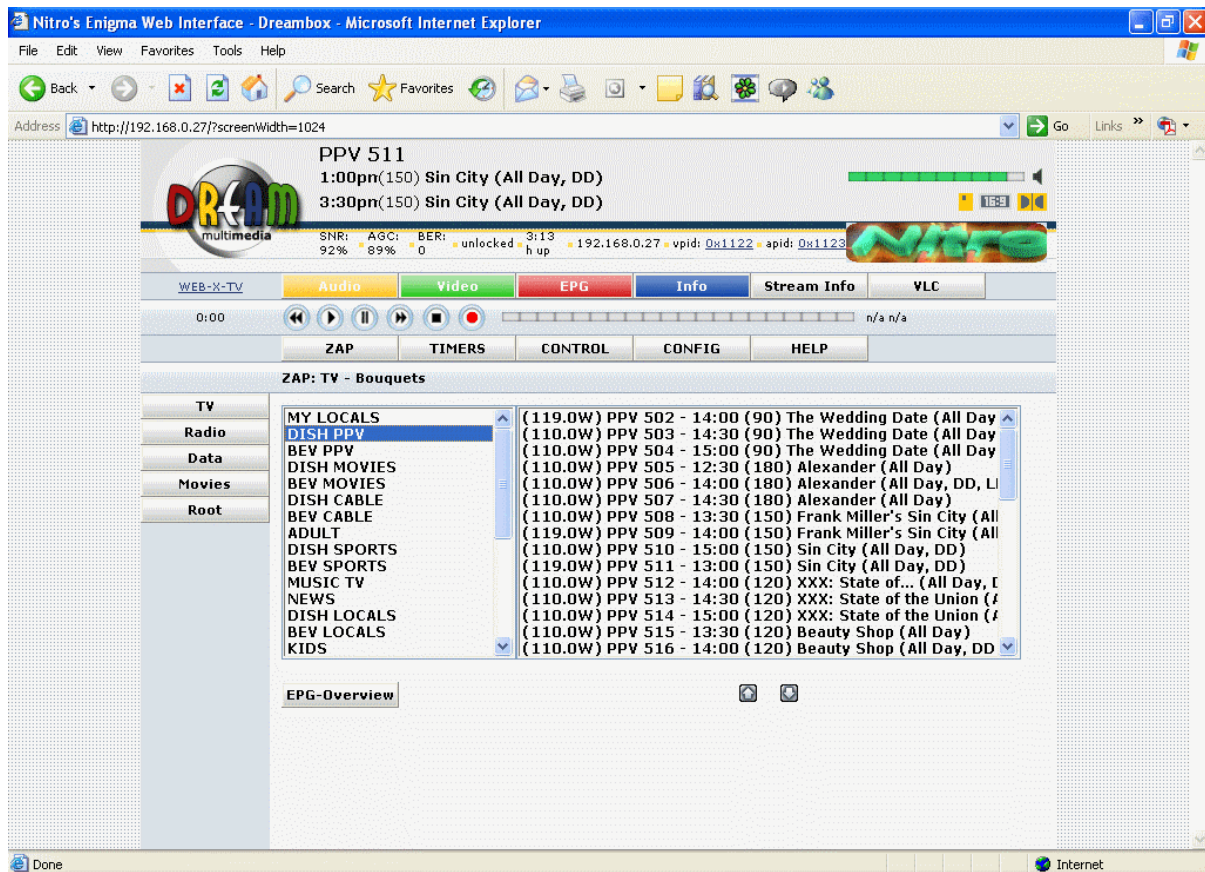 Nitro's Enigma Web Interface - Dreambox - Microsoft Internet Explorer
File Edit View Favorites Tools Help
Back Search Favorites
Address http://192.168.0.27/?screenWidth=1024 Go Links »
PPV 511
1:00pm(150) Sin City (All Day, DD)
3:30pm(150) Sin City (All Day, DD)
DREAM multimedia
16:9
SNR: 92% AGC: 89% BER: 0 unlocked 3:13 h up 192.168.0.27 vpid: 0x1122 apid: 0x1123
Nitro
WEB-X-TV Audio Video EPG Info Stream Info VLC
0:00 n/a n/a
ZAP TIMERS CONTROL CONFIG HELP
ZAP: TV - Bouquets
TV
Radio
Data
Movies
Root
MY LOCALS
DISH PPV
BEV PPV
DISH MOVIES
BEV MOVIES
DISH CABLE
BEV CABLE
ADULT
DISH SPORTS
BEV SPORTS
MUSIC TV
NEWS
DISH LOCALS
BEV LOCALS
KIDS
(119.0W) PPV 502 - 14:00 (90) The Wedding Date (All Day
(110.0W) PPV 503 - 14:30 (90) The Wedding Date (All Day
(110.0W) PPV 504 - 15:00 (90) The Wedding Date (All Day
(110.0W) PPV 505 - 12:30 (180) Alexander (All Day)
(110.0W) PPV 506 - 14:00 (180) Alexander (All Day, DD, LI
(110.0W) PPV 507 - 14:30 (180) Alexander (All Day)
(110.0W) PPV 508 - 13:30 (150) Frank Miller's Sin City (All
(119.0W) PPV 509 - 14:00 (150) Frank Miller's Sin City (All
(110.0W) PPV 510 - 15:00 (150) Sin City (All Day, DD)
(119.0W) PPV 511 - 13:00 (150) Sin City (All Day, DD)
(110.0W) PPV 512 - 14:00 (120) XXX: State of... (All Day, [
(110.0W) PPV 513 - 14:30 (120) XXX: State of the Union (A
(110.0W) PPV 514 - 15:00 (120) XXX: State of the Union (A
(110.0W) PPV 515 - 13:30 (120) Beauty Shop (All Day)
(110.0W) PPV 516 - 14:00 (120) Beauty Shop (All Day, DD
EPG-Overview
Done Internet